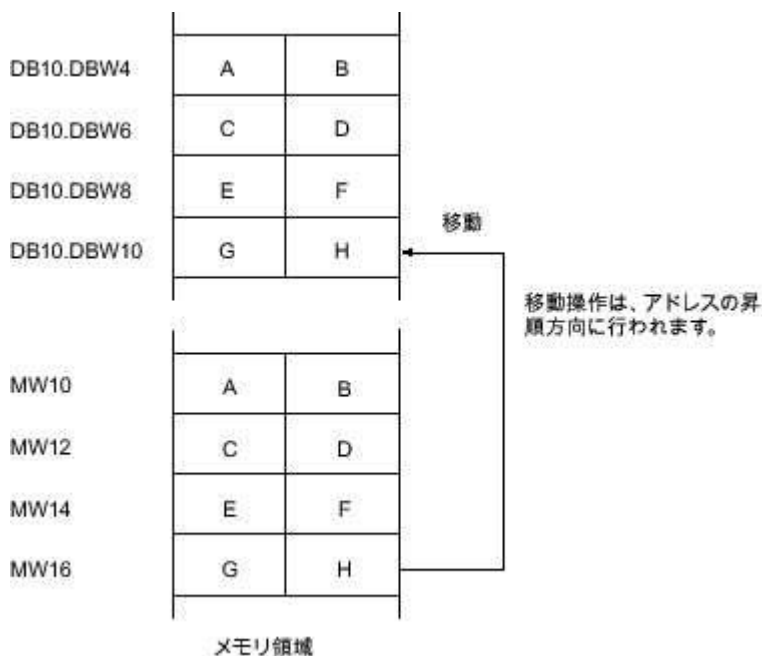 DB10.DBW4 A B
DB10.DBW6 C D
DB10.DBW8 E F
移動
DB10.DBW10 G H
移動操作は、アドレスの昇
順方向に行われます。
MW10 A B
MW12 C D
MW14 E F
MW16 G H
メモリ領域